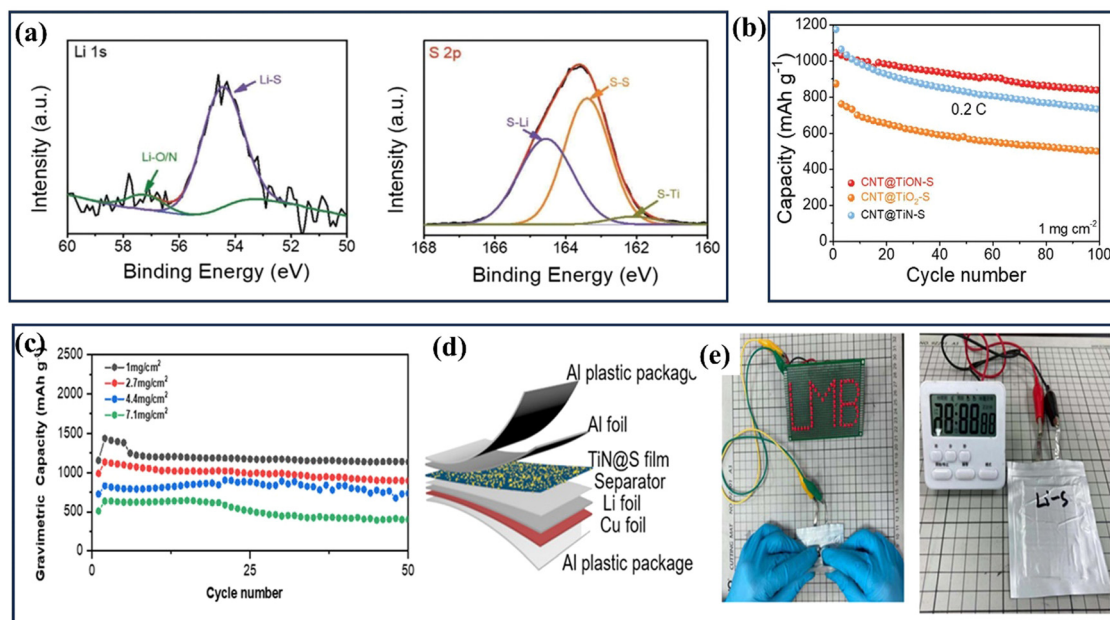 (a)
Li 1s
Li-S
Li-O/N
Intensity (a.u.)
60 58 56 54 52 50
Binding Energy (eV)
S 2p
S-S
S-Li
S-Ti
Intensity (a.u.)
168 166 164 162 160
Binding Energy (eV)
(b)
1200
1000
800
600
400
200
0
Capacity (mAh g⁻¹)
0.2 C
CNT@TiON-S
CNT@TiO₂-S
CNT@TiN-S
1 mg cm⁻²
0 20 40 60 80 100
Cycle number
(c)
2500
2000
1500
1000
500
0
Gravimetric Capacity (mAh g⁻¹)
1mg/cm²
2.7mg/cm²
4.4mg/cm²
7.1mg/cm²
0 25 50
Cycle number
(d)
Al plastic package
Al foil
TiN@S film
Separator
Li foil
Cu foil
Al plastic package
(e)
LMB
Li-S